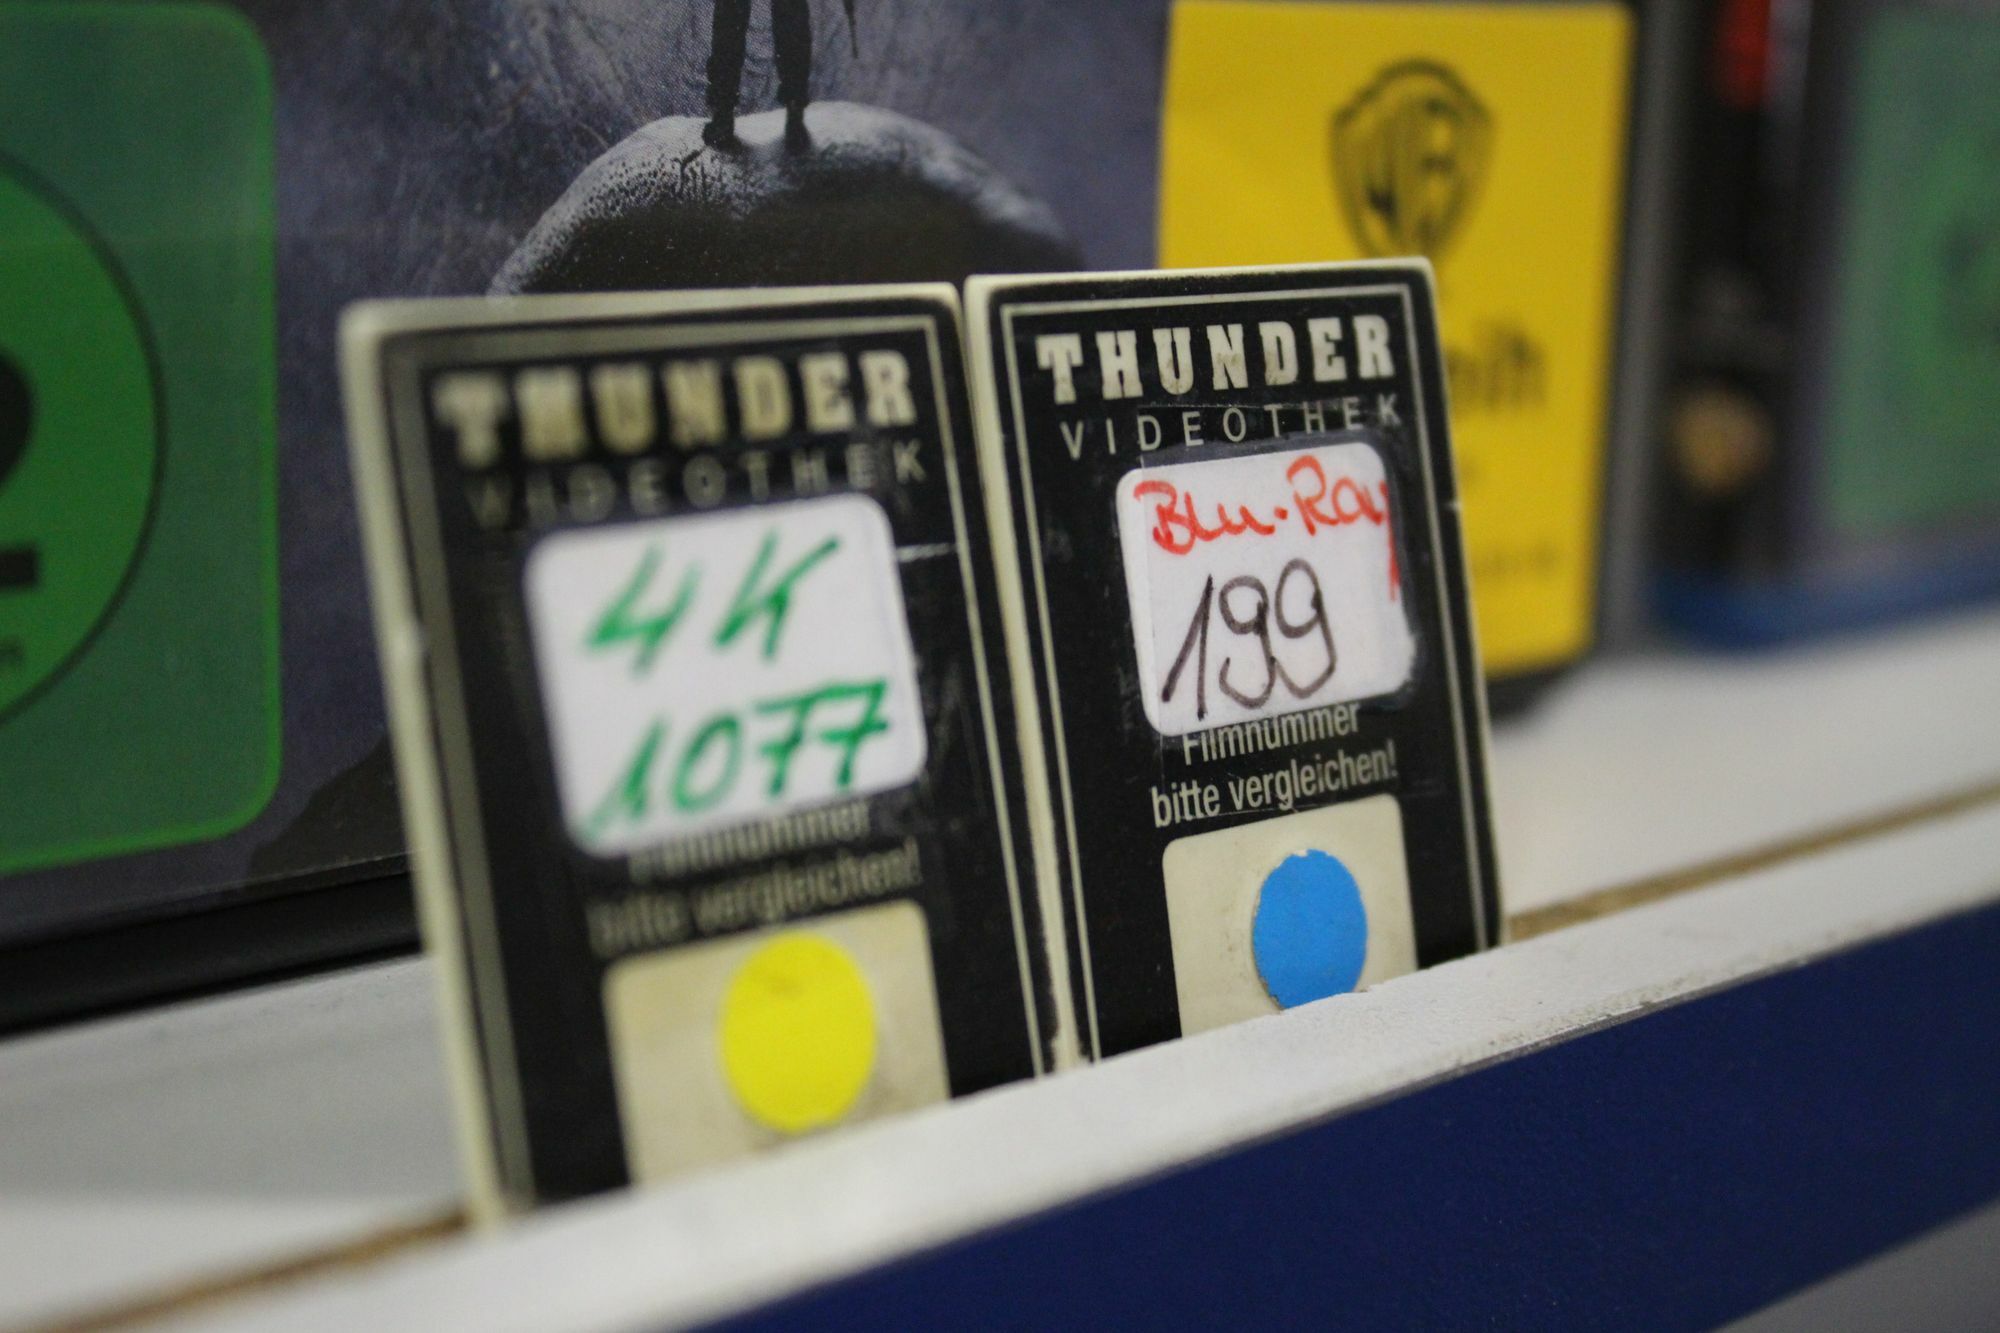 THUNDER
VIDEOTHEK
4K
1077
Filmnummer
bitte vergleichen!
THUNDER
VIDEOTHEK
Blu-Ray
199
Filmnummer
bitte vergleichen!